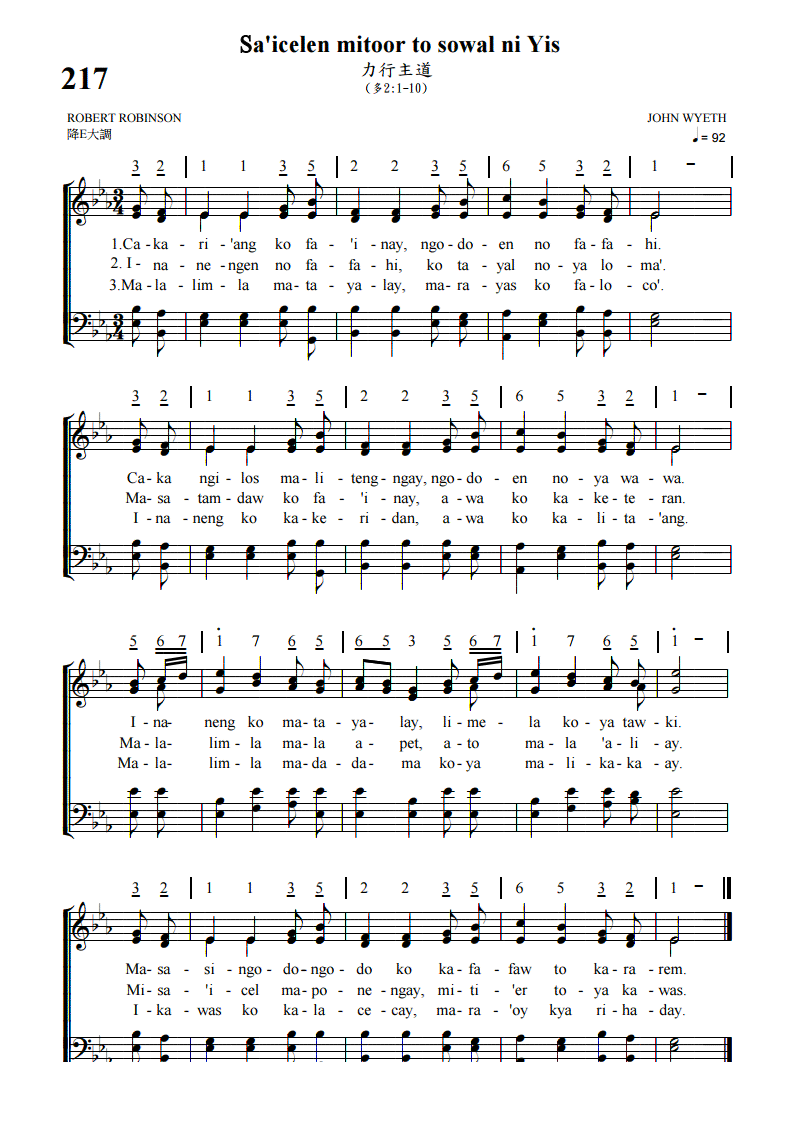 Sa'icelen mitoor to sowal ni Yis
217
力行主道
(多2:1-10)
ROBERT ROBINSON JOHN WYETH
降E大調 ♩= 92
3 2 | 1 1 3 5 | 2 2 3 5 | 6 5 3 2 | 1 - |
1.Ca-ka-ri-'ang ko fa-'i-nay, ngo-do-en no fa-fa-hi.
2.I-na-ne-ngen no fa-fa-hi, ko ta-yal no-ya lo-ma'.
3.Ma-la-lim-la ma-ta-ya-lay, ma-ra-yas ko fa-lo-co'.
3 2 | 1 1 3 5 | 2 2 3 5 | 6 5 3 2 | 1 - |
Ca-ka ngi-los ma-li-teng-ngay, ngo-do-en no-ya wa-wa.
Ma-sa-tam-daw ko fa-'i-nay, a-wa ko ka-ke-te-ran.
I-na-neng ko ka-ke-ri-dan, a-wa ko ka-li-ta-'ang.
5 6 7 | 1 7 6 5 | 6 5 3 5 6 7 | 1 7 6 5 | 1 - |
I-na-neng ko ma-ta-ya-lay, li-me-la ko-ya taw-ki.
Ma-la-lim-la ma-la a-pet, a-to ma-la 'a-li-ay.
Ma-la-lim-la ma-da-da-ma ko-ya ma-li-ka-ka-ay.
3 2 | 1 1 3 5 | 2 2 3 5 | 6 5 3 2 | 1 - ||
Ma-sa-si-ngo-do-ngo-do ko ka-fa-faw to ka-ra-rem.
Mi-sa-'i-cel ma-po-ne-ngay, mi-ti-'er to-ya ka-was.
I-ka-was ko ka-la-ce-cay, ma-ra-'oy kya ri-ha-day.